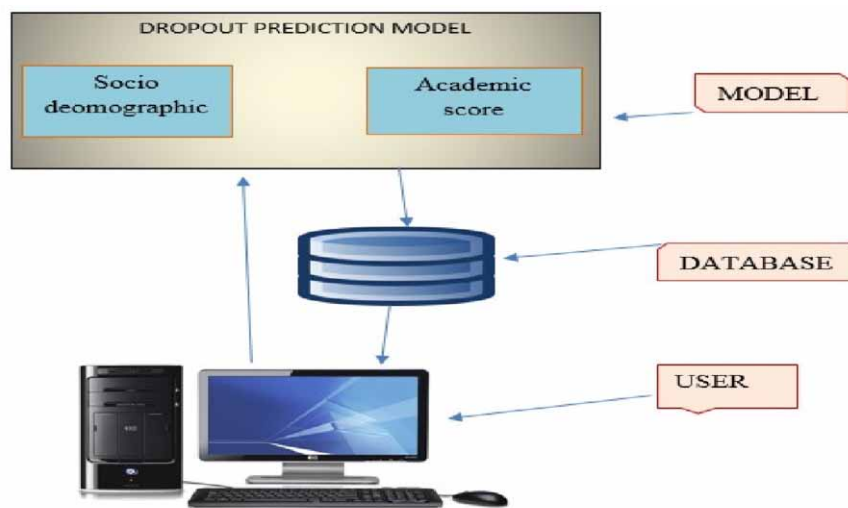 DROPOUT PREDICTION MODEL
Socio
deomographic
Academic
score
MODEL
DATABASE
USER